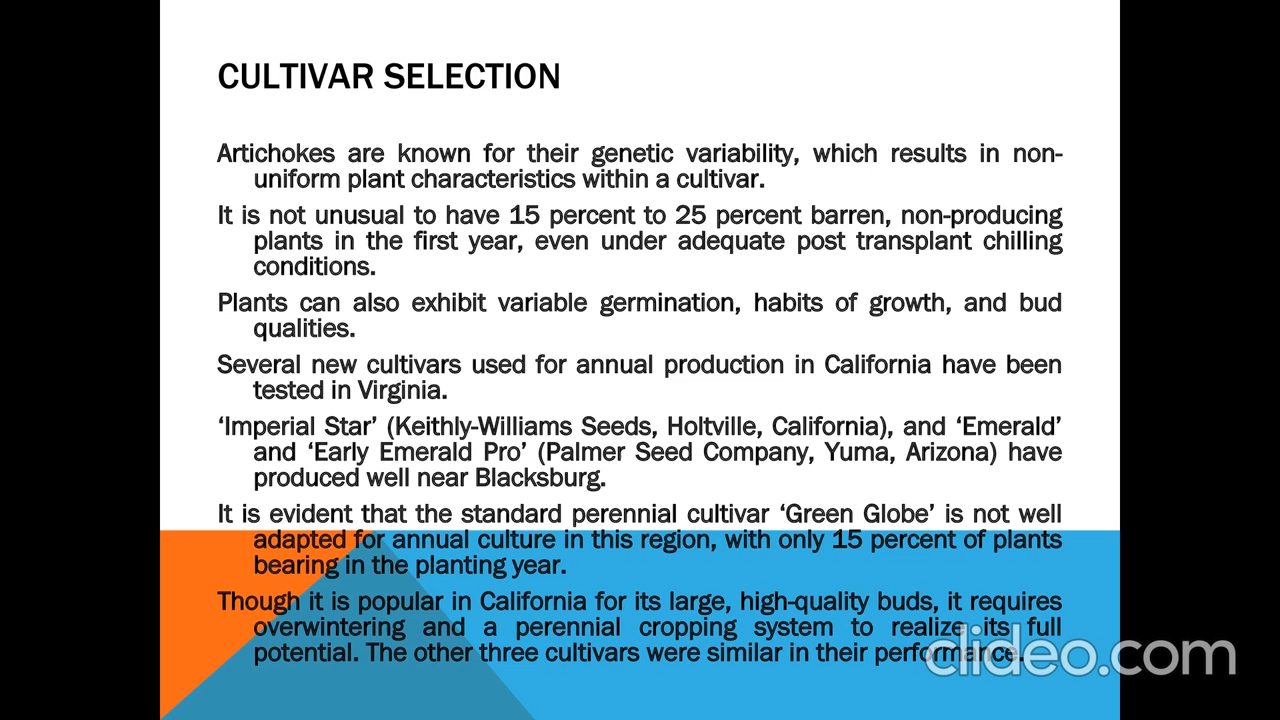 CULTIVAR SELECTION
Artichokes are known for their genetic variability, which results in non-
uniform plant characteristics within a cultivar.
It is not unusual to have 15 percent to 25 percent barren, non-producing
plants in the first year, even under adequate post transplant chilling
conditions.
Plants can also exhibit variable germination, habits of growth, and bud
qualities.
Several new cultivars used for annual production in California have been
tested in Virginia.
‘Imperial Star’ (Keithly-Williams Seeds, Holtville, California), and ‘Emerald’
and ‘Early Emerald Pro’ (Palmer Seed Company, Yuma, Arizona) have
produced well near Blacksburg.
It is evident that the standard perennial cultivar ‘Green Globe’ is not well
adapted for annual culture in this region, with only 15 percent of plants
bearing in the planting year.
Though it is popular in California for its large, high-quality buds, it requires
overwintering and a perennial cropping system to realize its full
potential. The other three cultivars were similar in their performance.
clideo.com